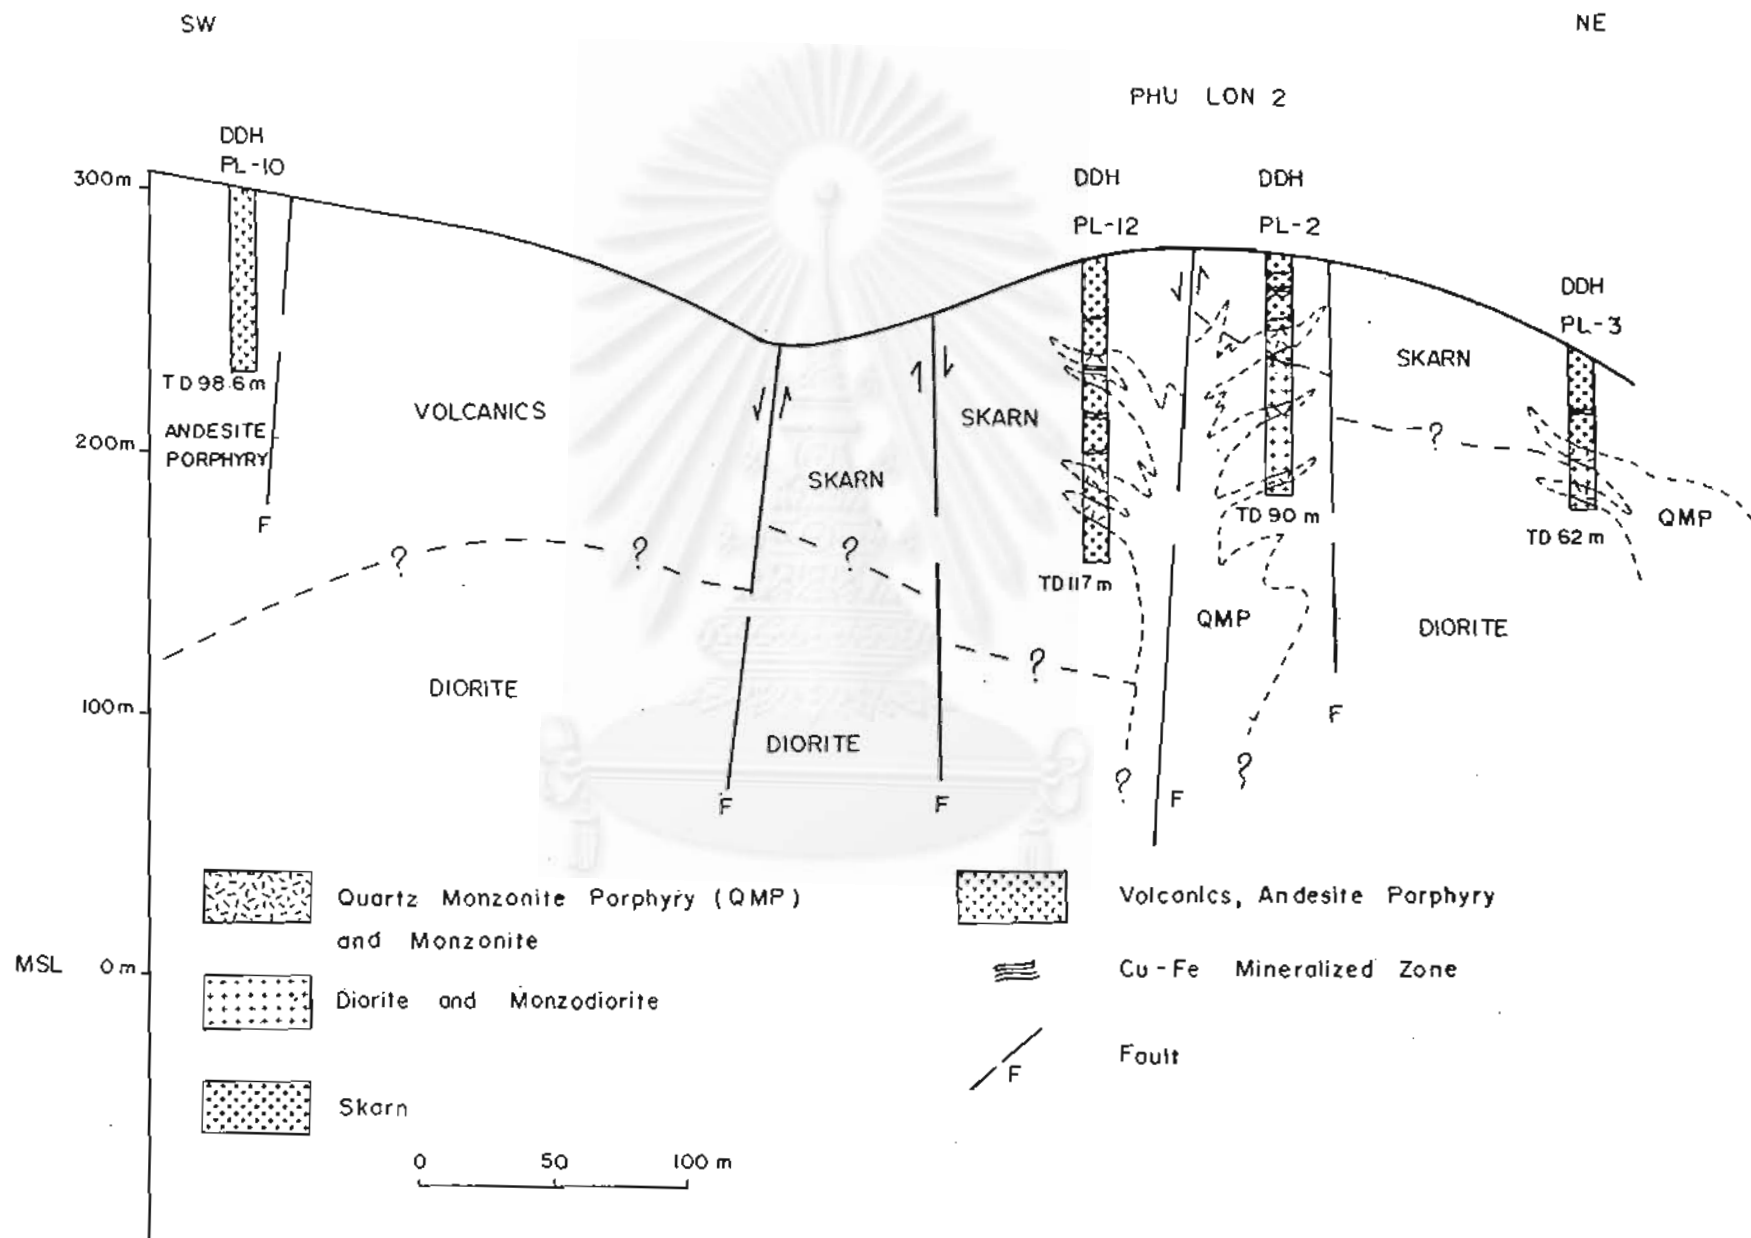 SW
NE
PHU LON 2
DDH
PL-10
DDH
PL-12
DDH
PL-2
DDH
PL-3
300m
200m
100m
MSL 0m
TD 98.6 m
ANDESITE
PORPHYRY
F
VOLCANICS
SKARN
SKARN
SKARN
TD 117 m
TD 90 m
TD 62 m
QMP
QMP
?
?
?
?
?
?
?
DIORITE
DIORITE
DIORITE
F
F
F
F
Quartz Monzonite Porphyry (QMP)
and Monzonite
Diorite and Monzodiorite
Skarn
Volcanics, Andesite Porphyry
Cu-Fe Mineralized Zone
F
Fault
0 50 100 m